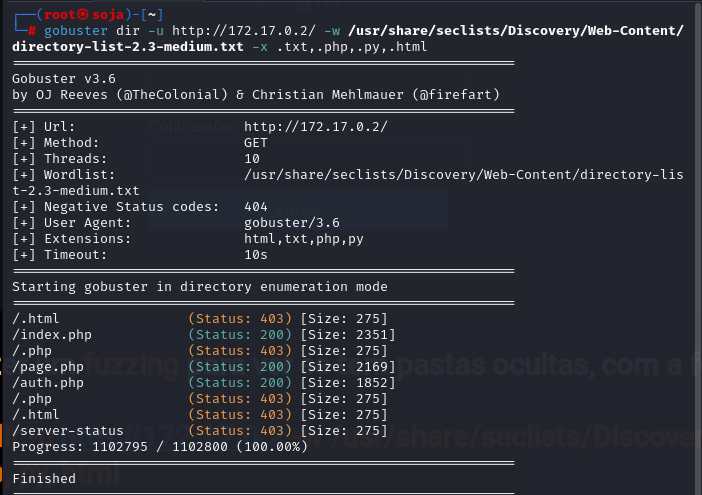 ┌──(root㉿soja)-[~]
└─# gobuster dir -u http://172.17.0.2/ -w /usr/share/seclists/Discovery/Web-Content/
directory-list-2.3-medium.txt -x .txt,.php,.py,.html
===============================================================
Gobuster v3.6
by OJ Reeves (@TheColonial) & Christian Mehlmauer (@firefart)
===============================================================
[+] Url:                     http://172.17.0.2/
[+] Method:                  GET
[+] Threads:                 10
[+] Wordlist:                /usr/share/seclists/Discovery/Web-Content/directory-lis
t-2.3-medium.txt
[+] Negative Status codes:   404
[+] User Agent:              gobuster/3.6
[+] Extensions:              html,txt,php,py
[+] Timeout:                 10s
===============================================================
Starting gobuster in directory enumeration mode
===============================================================
/.html                (Status: 403) [Size: 275]
/index.php            (Status: 200) [Size: 2351]
/.php                 (Status: 403) [Size: 275]
/page.php             (Status: 200) [Size: 2169]
/auth.php             (Status: 200) [Size: 1852]
/.php                 (Status: 403) [Size: 275]
/.html                (Status: 403) [Size: 275]
/server-status        (Status: 403) [Size: 275]
Progress: 1102795 / 1102800 (100.00%)
===============================================================
Finished
===============================================================